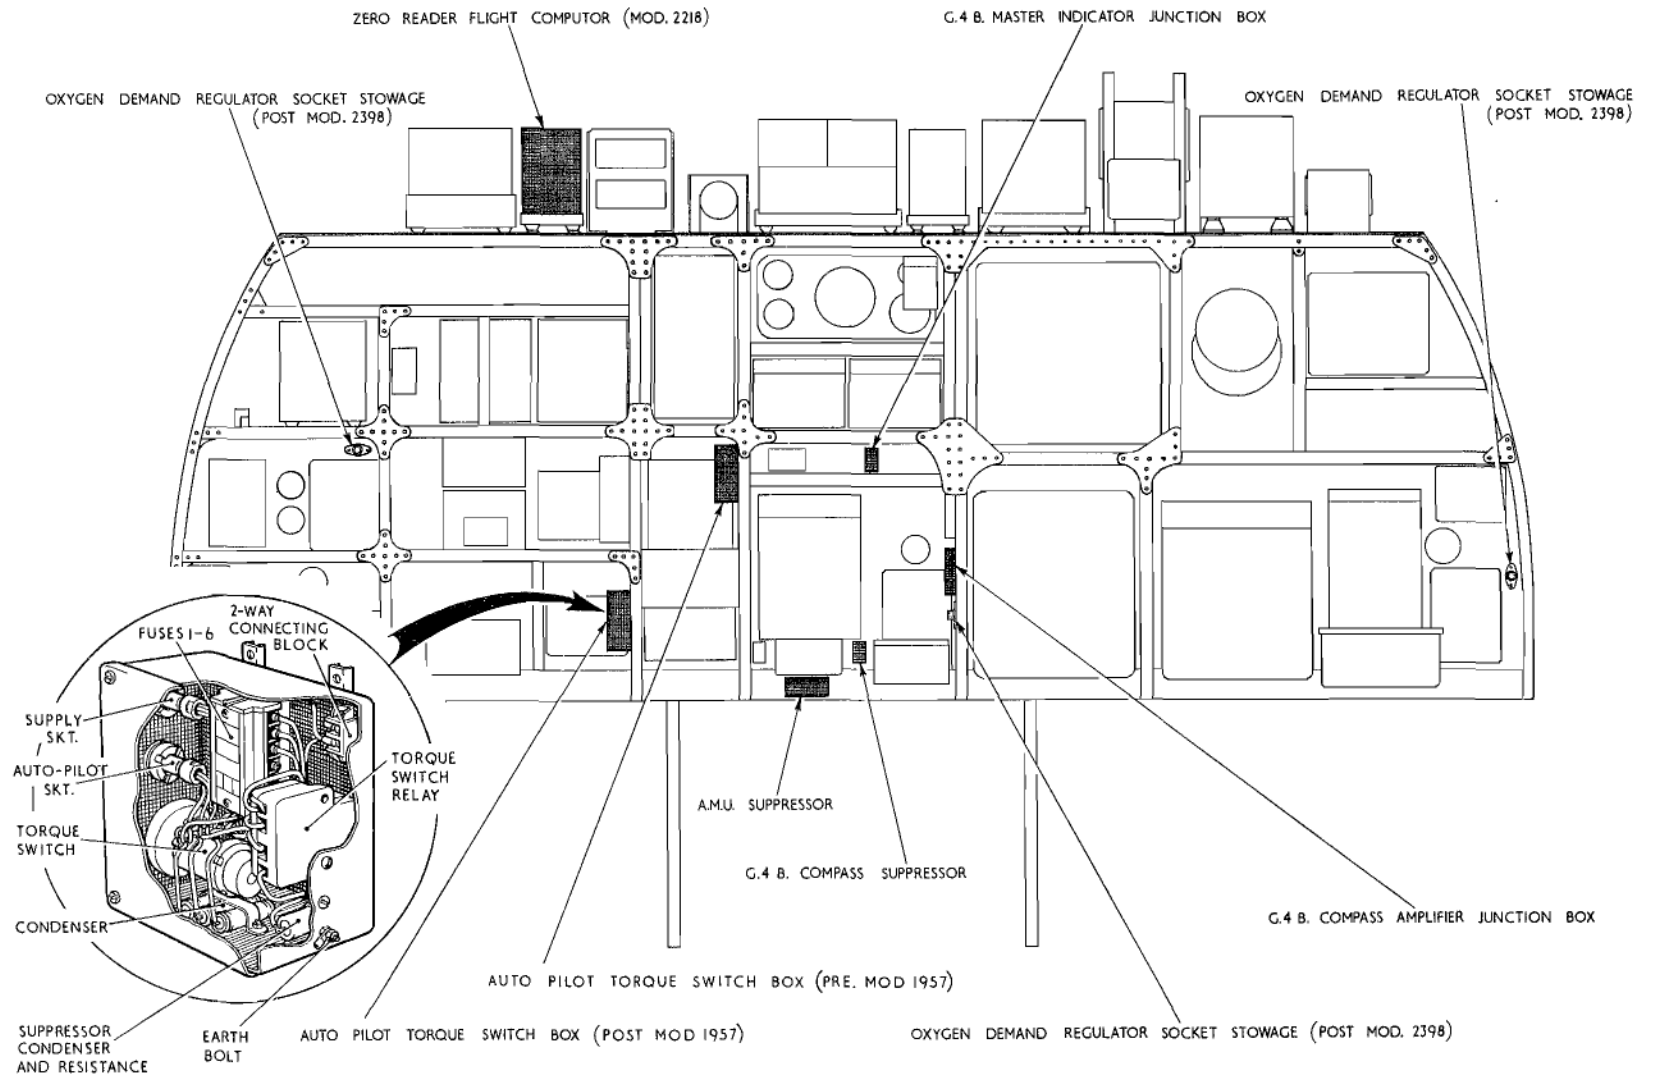 ZERO READER FLIGHT COMPUTOR (MOD. 2218)
G.4 B. MASTER INDICATOR JUNCTION BOX
OXYGEN DEMAND REGULATOR SOCKET STOWAGE
(POST MOD. 2398)
OXYGEN DEMAND REGULATOR SOCKET STOWAGE
(POST MOD. 2398)
2-WAY
CONNECTING
BLOCK
FUSES 1-6
SUPPLY
SKT.
AUTO-PILOT
SKT.
TORQUE
SWITCH
RELAY
TORQUE
SWITCH
CONDENSER
SUPPRESSOR
CONDENSER
AND RESISTANCE
EARTH
BOLT
A.M.U. SUPPRESSOR
G.4 B. COMPASS SUPPRESSOR
G.4 B. COMPASS AMPLIFIER JUNCTION BOX
AUTO PILOT TORQUE SWITCH BOX (PRE. MOD 1957)
AUTO PILOT TORQUE SWITCH BOX (POST MOD 1957)
OXYGEN DEMAND REGULATOR SOCKET STOWAGE (POST MOD. 2398)